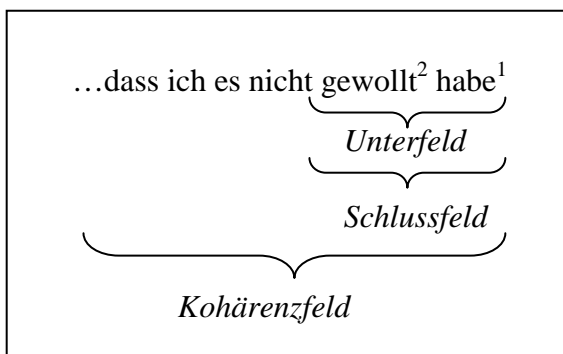 …dass ich es nicht gewollt² habe¹
Unterfeld
Schlussfeld
Kohärenzfeld